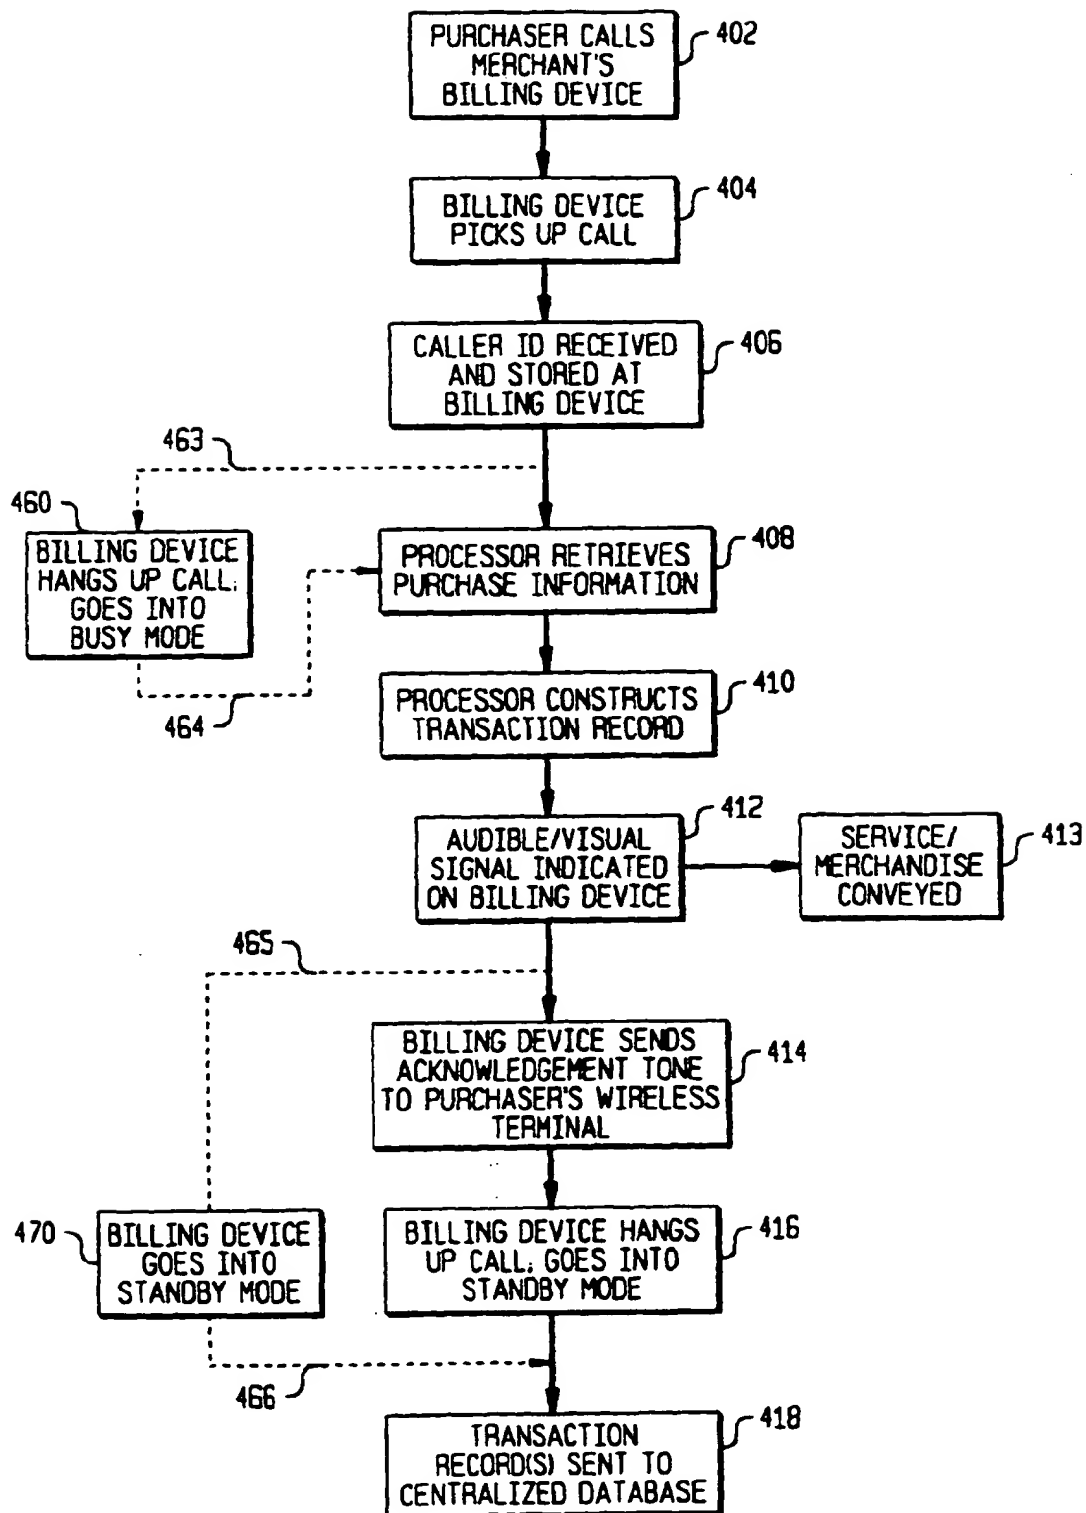 PURCHASER CALLS
MERCHANT'S
BILLING DEVICE
402
BILLING DEVICE
PICKS UP CALL
404
CALLER ID RECEIVED
AND STORED AT
BILLING DEVICE
406
463
460
BILLING DEVICE
HANGS UP CALL;
GOES INTO
BUSY MODE
464
PROCESSOR RETRIEVES
PURCHASE INFORMATION
408
PROCESSOR CONSTRUCTS
TRANSACTION RECORD
410
AUDIBLE/VISUAL
SIGNAL INDICATED
ON BILLING DEVICE
412
SERVICE/
MERCHANDISE
CONVEYED
413
465
BILLING DEVICE SENDS
ACKNOWLEDGEMENT TONE
TO PURCHASER'S WIRELESS
TERMINAL
414
470
BILLING DEVICE
GOES INTO
STANDBY MODE
BILLING DEVICE HANGS
UP CALL; GOES INTO
STANDBY MODE
416
466
TRANSACTION
RECORD(S) SENT TO
CENTRALIZED DATABASE
418